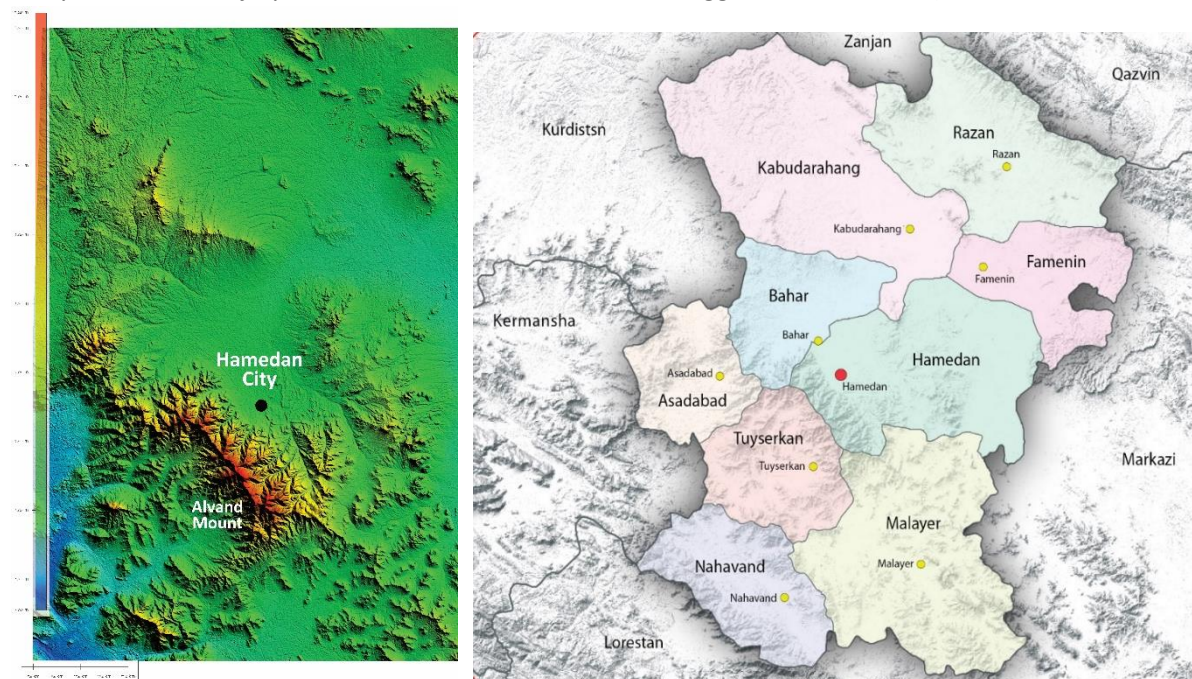 Hamedan
City
Alvand
Mount
Zanjan
Qazvin
Kurdistsn
Razan
Razan
Kabudarahang
Kabudarahang
Famenin
Famenin
Bahar
Kermansha
Bahar
Hamedan
Asadabad
Hamedan
Asadabad
Tuyserkan
Tuyserkan
Markazi
Malayer
Nahavand
Malayer
Nahavand
Lorestan